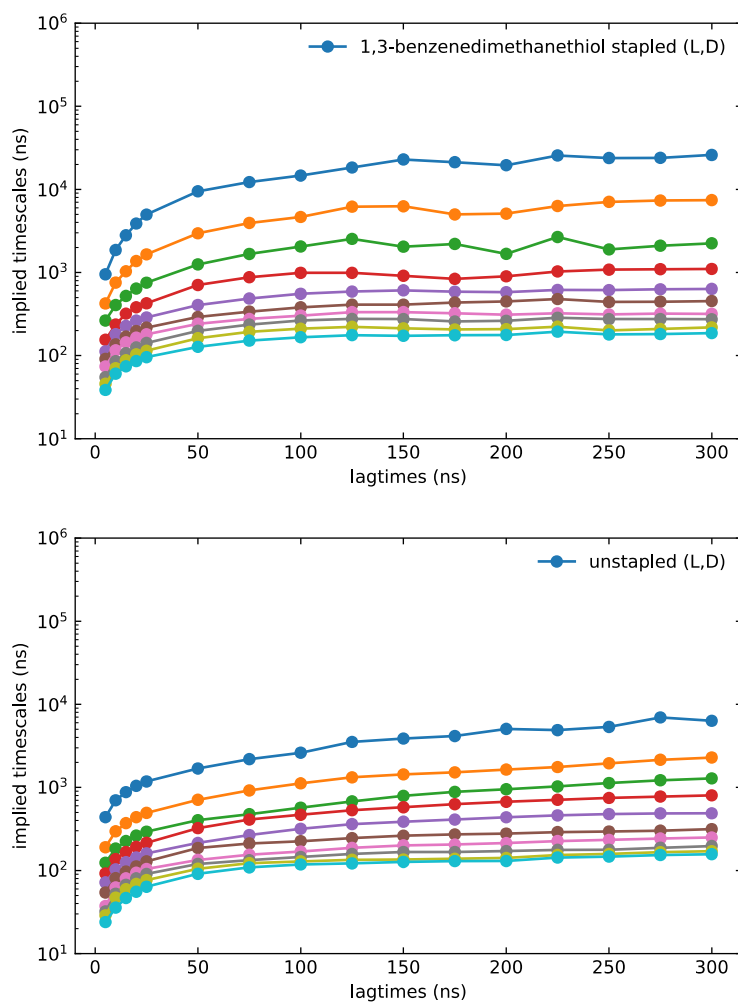 10^6
1,3-benzenedimethanethiol stapled (L,D)
10^5
10^4
10^3
10^2
10^1
implied timescales (ns)
0 50 100 150 200 250 300
lagtimes (ns)
10^6
unstapled (L,D)
10^5
10^4
10^3
10^2
10^1
implied timescales (ns)
0 50 100 150 200 250 300
lagtimes (ns)